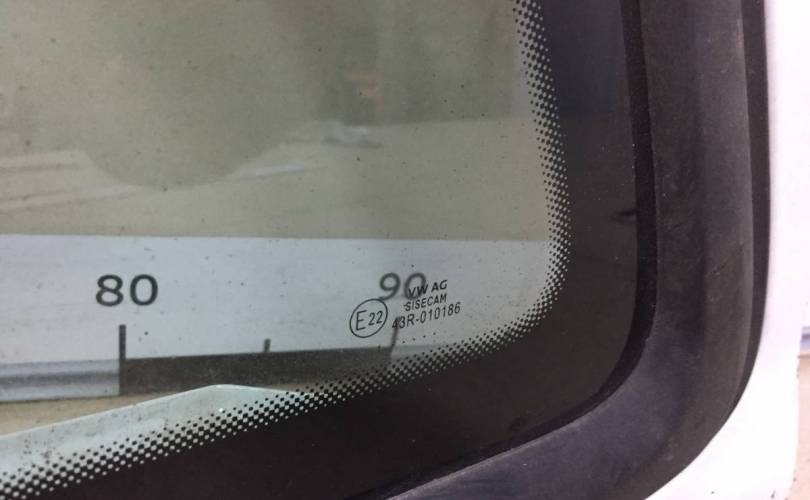 80
90
VW AG
SISECAM
E22
43R-010186